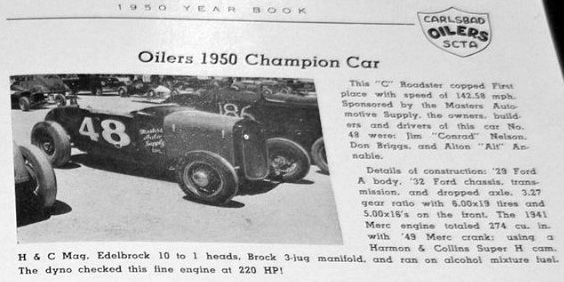 1950 YEAR BOOK
CARLSBAD
OILERS
SCTA
Oilers 1950 Champion Car
48
186
Masters
Auto
Supply
This "C" Roadster copped First
place with speed of 142.58 mph.
Sponsored by the Masters Auto-
motive Supply, the owners, build-
ers and drivers of this car No.
48 were: Jim "Conrad" Nelson,
Don Briggs, and Alton "Alf" An-
nable.
Details of construction: '29 Ford
A body, '32 Ford chassis, trans-
mission, and dropped axle. 3.27
gear ratio with 6.00x19 tires and
5.00x16's on the front. The 1941
Merc engine totaled 274 cu. in.
with '49 Merc crank; using a
Harmon & Collins Super H cam,
H & C Mag, Edelbrock 10 to 1 heads, Brock 3-jug manifold, and ran on alcohol mixture fuel.
The dyno checked this fine engine at 220 HP!